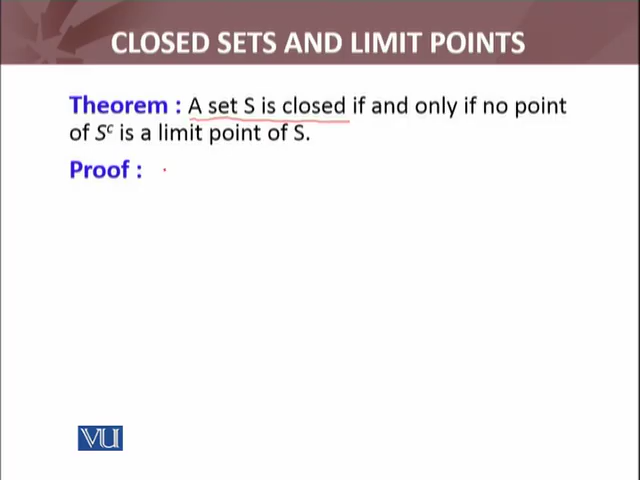 CLOSED SETS AND LIMIT POINTS
Theorem : A set S is closed if and only if no point
of Sᶜ is a limit point of S.
Proof :
VU